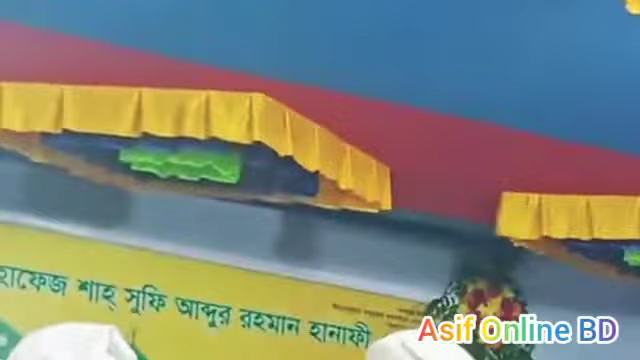 হাফেজ শাহ্ সুফি আব্দুর রহমান হানাফী
Asif Online BD